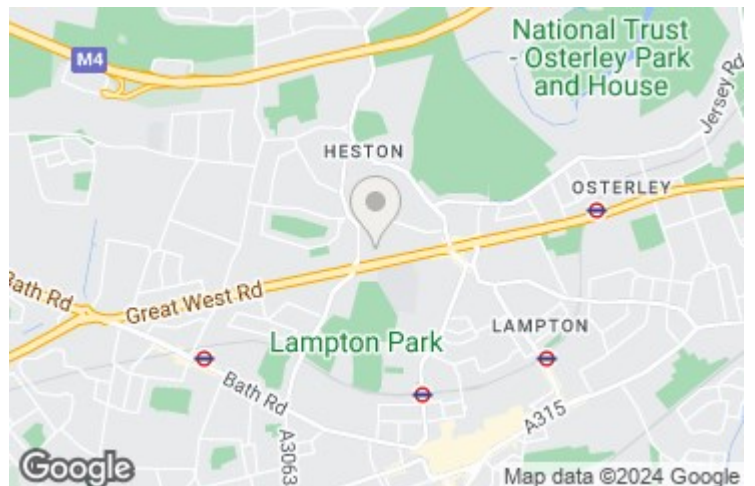 National Trust
- Osterley Park
and House
M4
Jersey Rd
HESTON
OSTERLEY
Bath Rd
Great West Rd
LAMPTON
Lampton Park
Bath Rd
A315
A3063
Google
Map data ©2024 Google